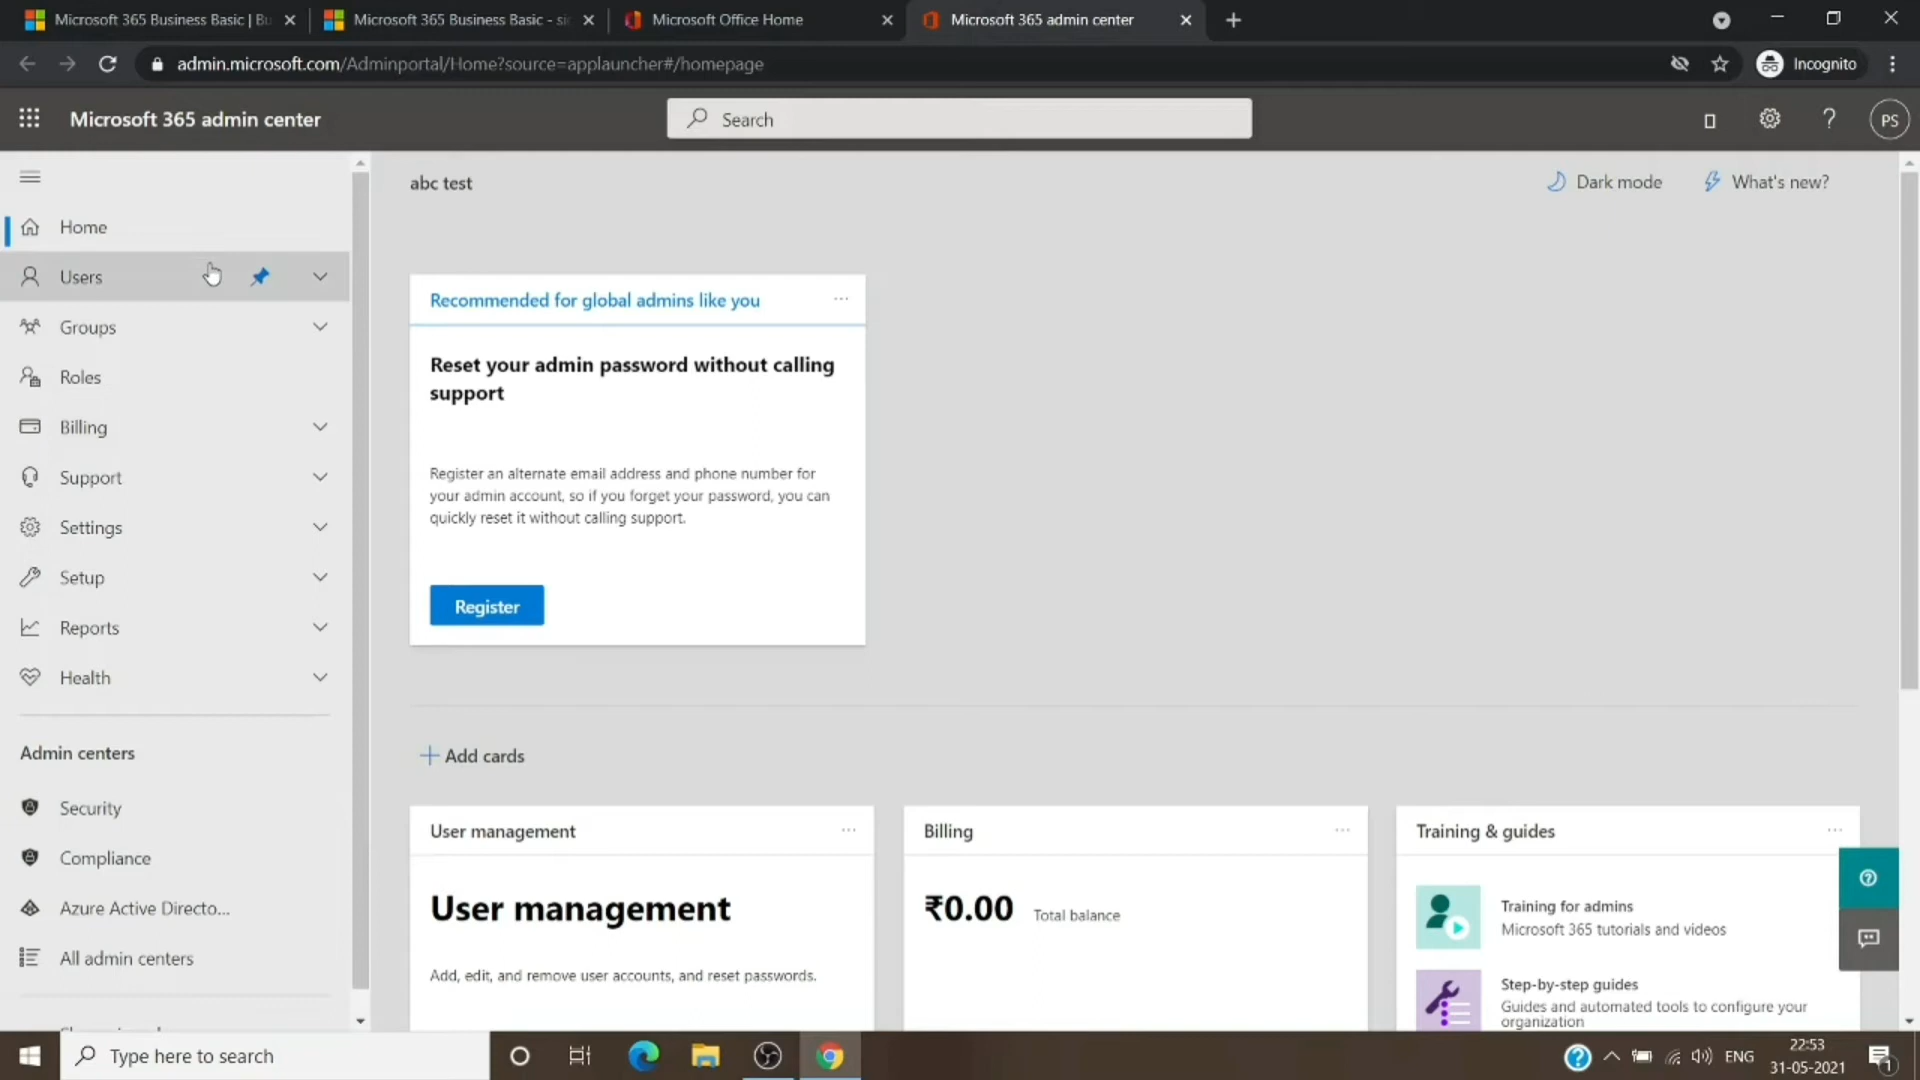 Microsoft 365 Business Basic | Bu
Microsoft 365 Business Basic - si
Microsoft Office Home
Microsoft 365 admin center
admin.microsoft.com/Adminportal/Home?source=applauncher#/homepage
Incognito
Microsoft 365 admin center
Search
PS
abc test
Dark mode
What's new?
Home
Users
Groups
Roles
Billing
Support
Settings
Setup
Reports
Health
Admin centers
Security
Compliance
Azure Active Directo...
All admin centers
Recommended for global admins like you
Reset your admin password without calling
support
Register an alternate email address and phone number for
your admin account, so if you forget your password, you can
quickly reset it without calling support.
Register
Add cards
User management
User management
Add, edit, and remove user accounts, and reset passwords.
Billing
₹0.00 Total balance
Training & guides
Training for admins
Microsoft 365 tutorials and videos
Step-by-step guides
Guides and automated tools to configure your
organization
Type here to search
ENG
22:53
31-05-2021
1